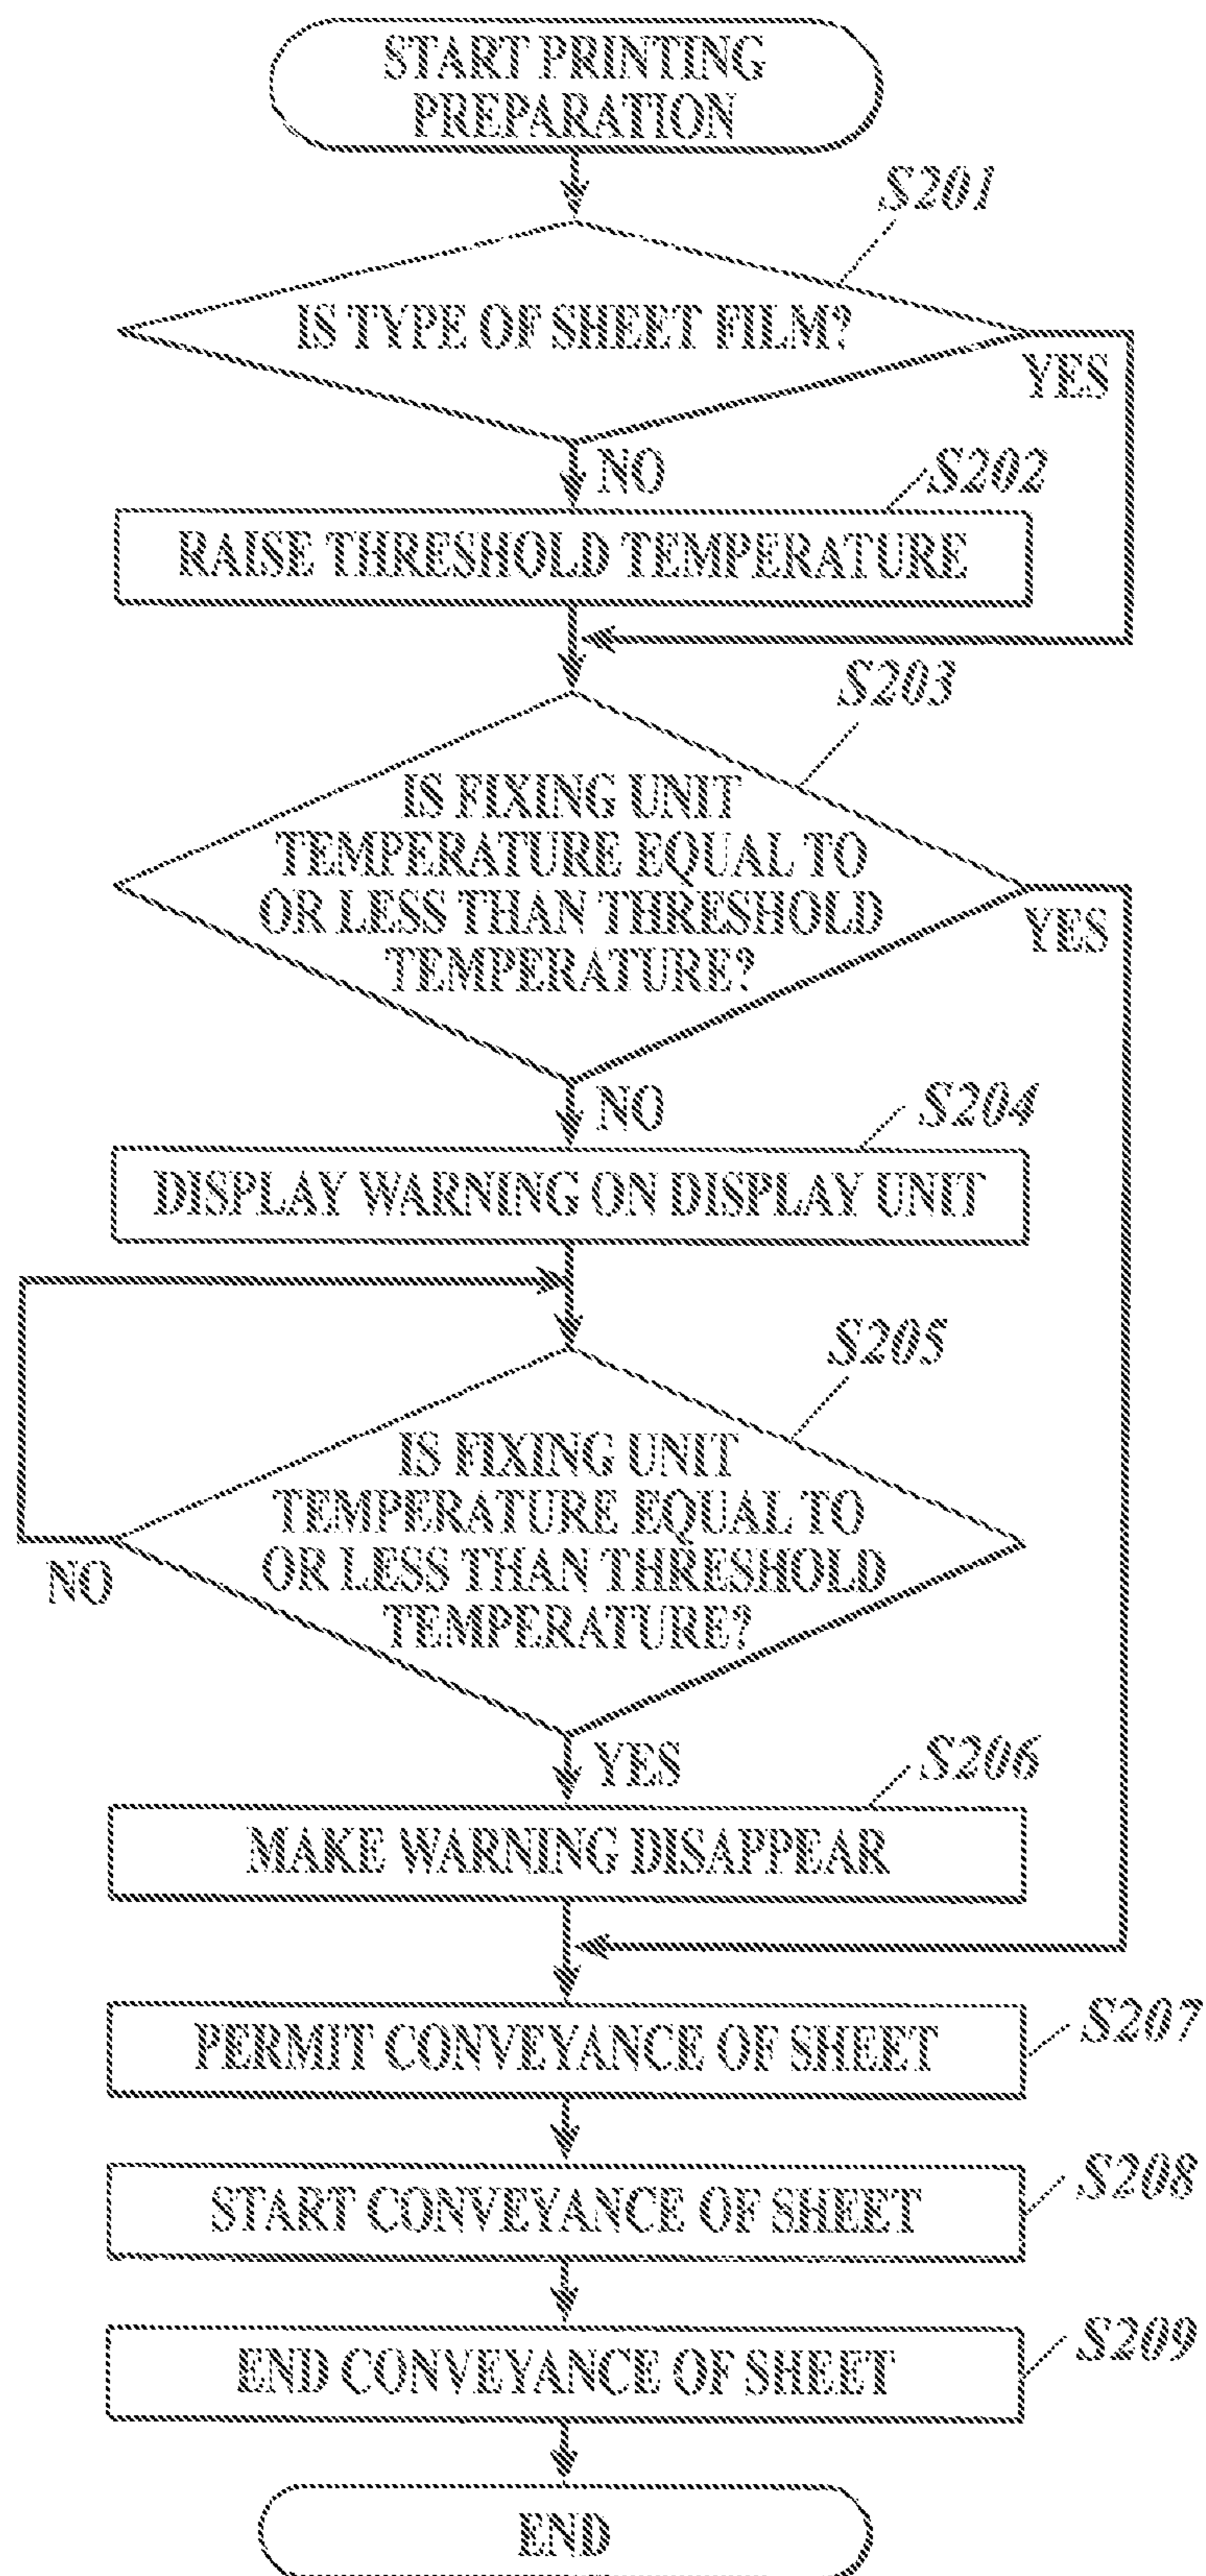 START PRINTING
PREPARATION
S201
IS TYPE OF SHEET FILM?
YES
NO
S202
RAISE THRESHOLD TEMPERATURE
S203
IS FIXING UNIT
TEMPERATURE EQUAL TO
OR LESS THAN THRESHOLD
TEMPERATURE?
YES
NO
S204
DISPLAY WARNING ON DISPLAY UNIT
S205
IS FIXING UNIT
TEMPERATURE EQUAL TO
OR LESS THAN THRESHOLD
TEMPERATURE?
NO
YES
S206
MAKE WARNING DISAPPEAR
S207
PERMIT CONVEYANCE OF SHEET
S208
START CONVEYANCE OF SHEET
S209
END CONVEYANCE OF SHEET
END